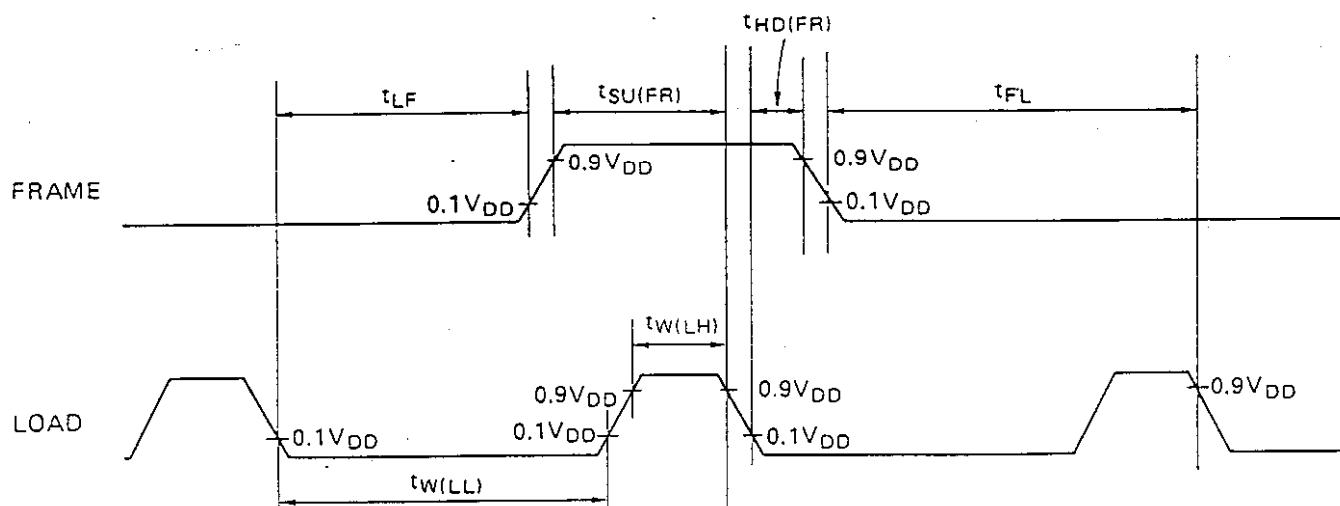 tHD(FR)
tLF
tSU(FR)
tFL
FRAME
0.9VDD
0.9VDD
0.1VDD
0.1VDD
tW(LH)
LOAD
0.9VDD
0.9VDD
0.9VDD
0.1VDD
0.1VDD
0.1VDD
tW(LL)